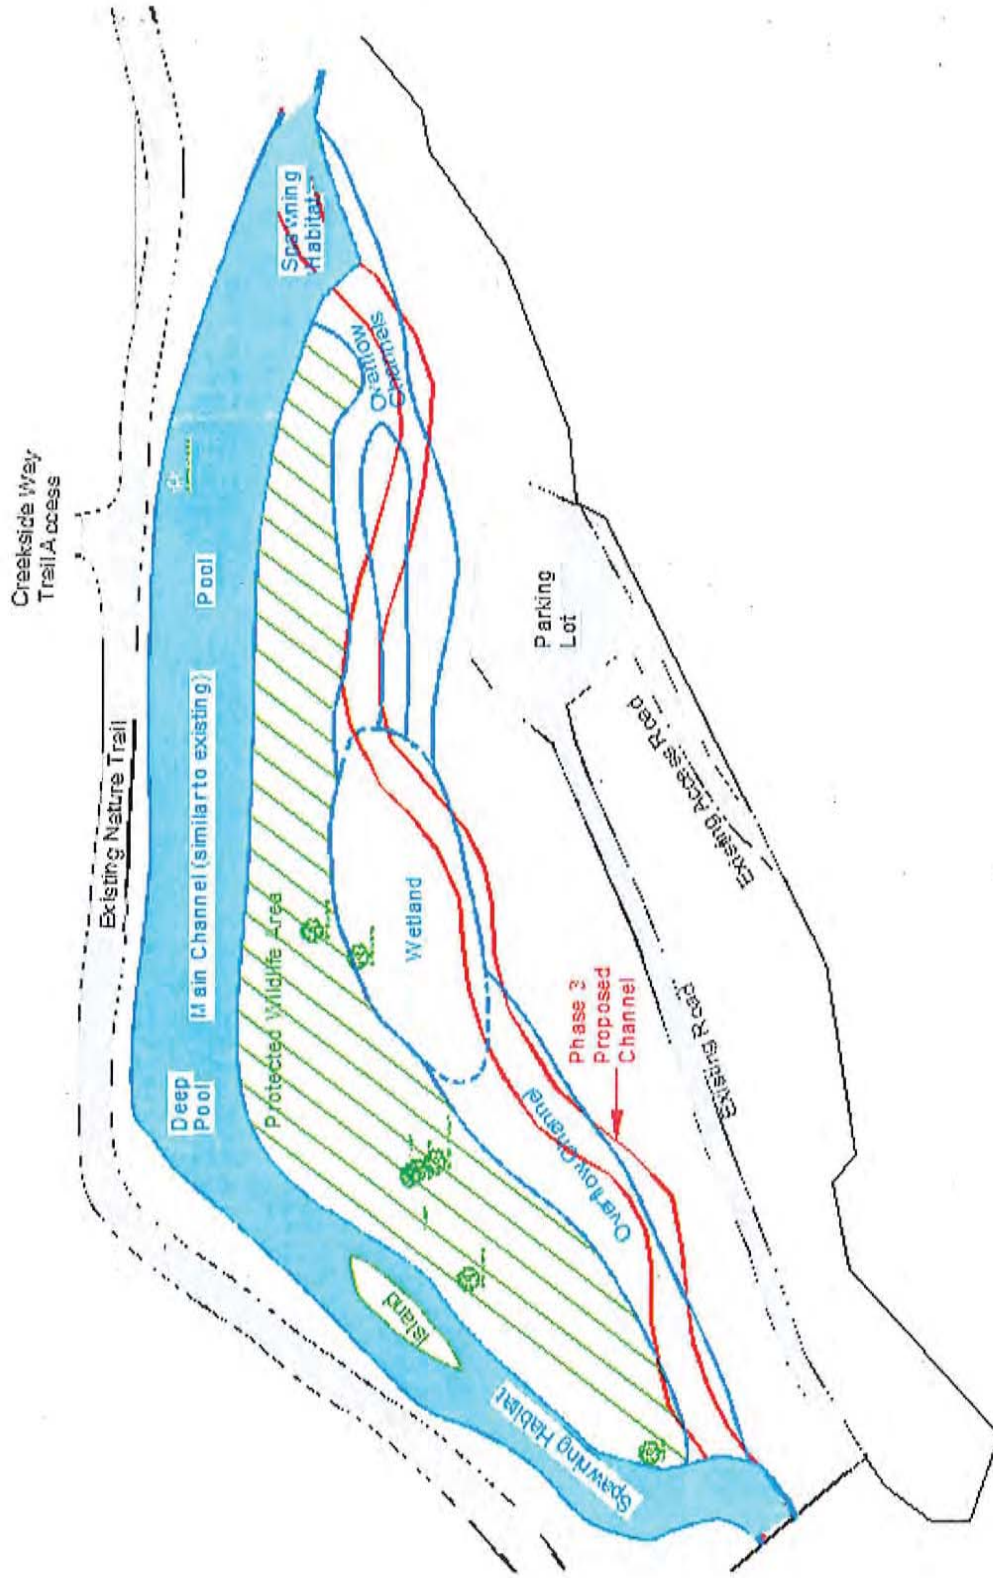 Creekside Way
Trail Access
Existing Nature Trail
Spawning
Habitat
Overflow
Channels
Pool
Main Channel (similar to existing)
Deep
Pool
Protected Wildlife Area
Wetland
Parking
Lot
Existing Access Road
Existing Road
Phase 3
Proposed
Channel
Overflow Channel
Island
Spawning Habitat